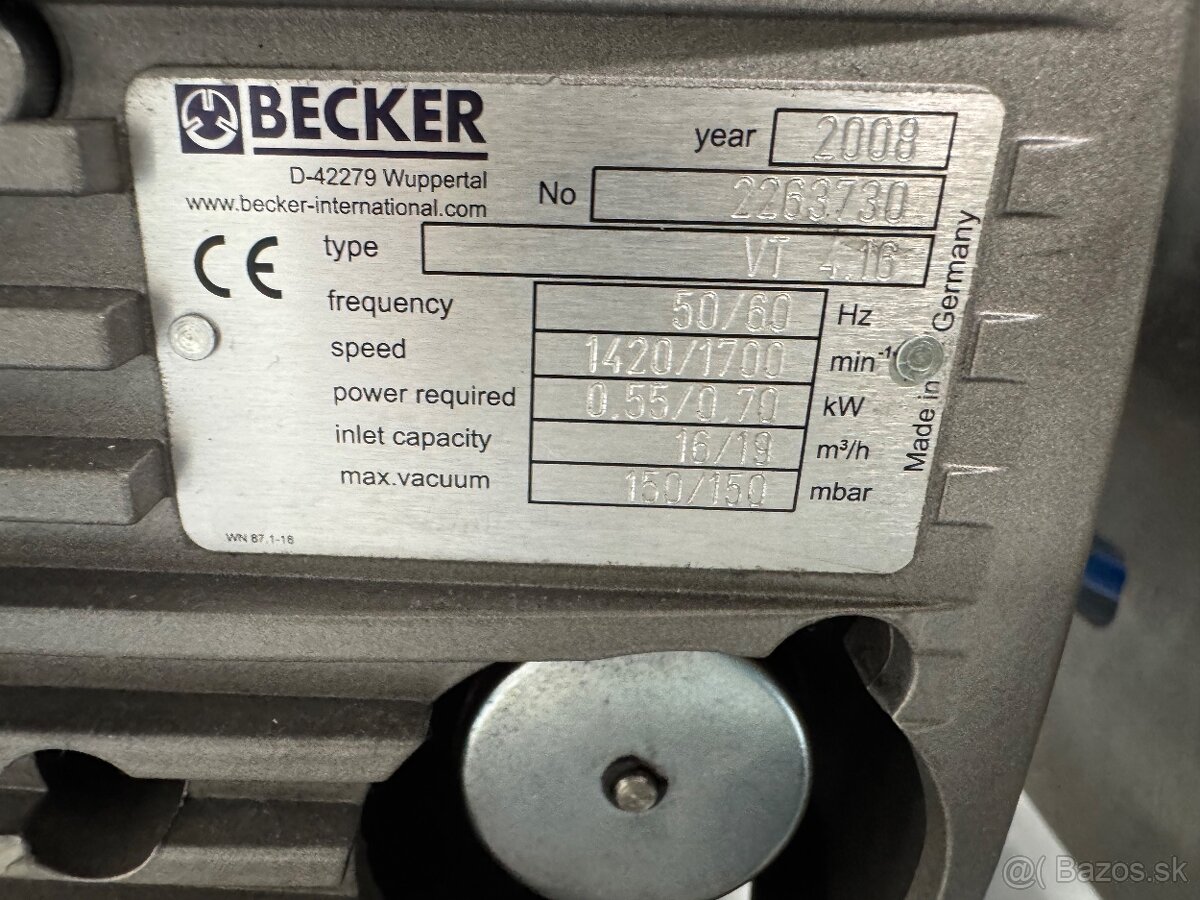 BECKER
D-42279 Wuppertal
www.becker-international.com
CE
year 2008
No 2263730
type VT 4.16
frequency 50/60 Hz
speed 1420/1700 min⁻¹
power required 0.55/0.70 kW
inlet capacity 16/19 m³/h
max.vacuum 150/150 mbar
Made in Germany
WN 87.1-18
@( Bazos.sk